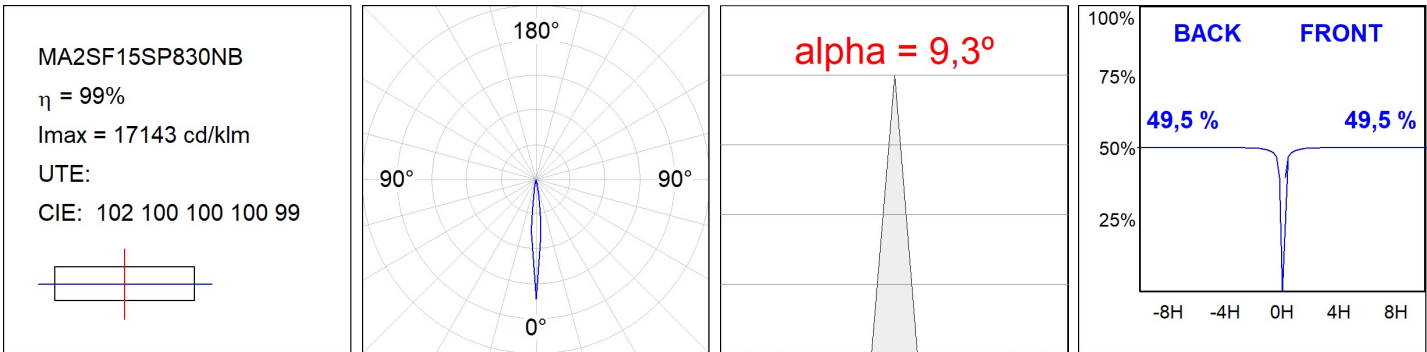 MA2SF15SP830NB
η = 99%
Imax = 17143 cd/klm
UTE:
CIE:  102 100 100 100 99
180°
90°
90°
0°
alpha = 9,3º
100%
BACK
FRONT
75%
49,5 %
49,5 %
50%
25%
-8H
-4H
0H
4H
8H